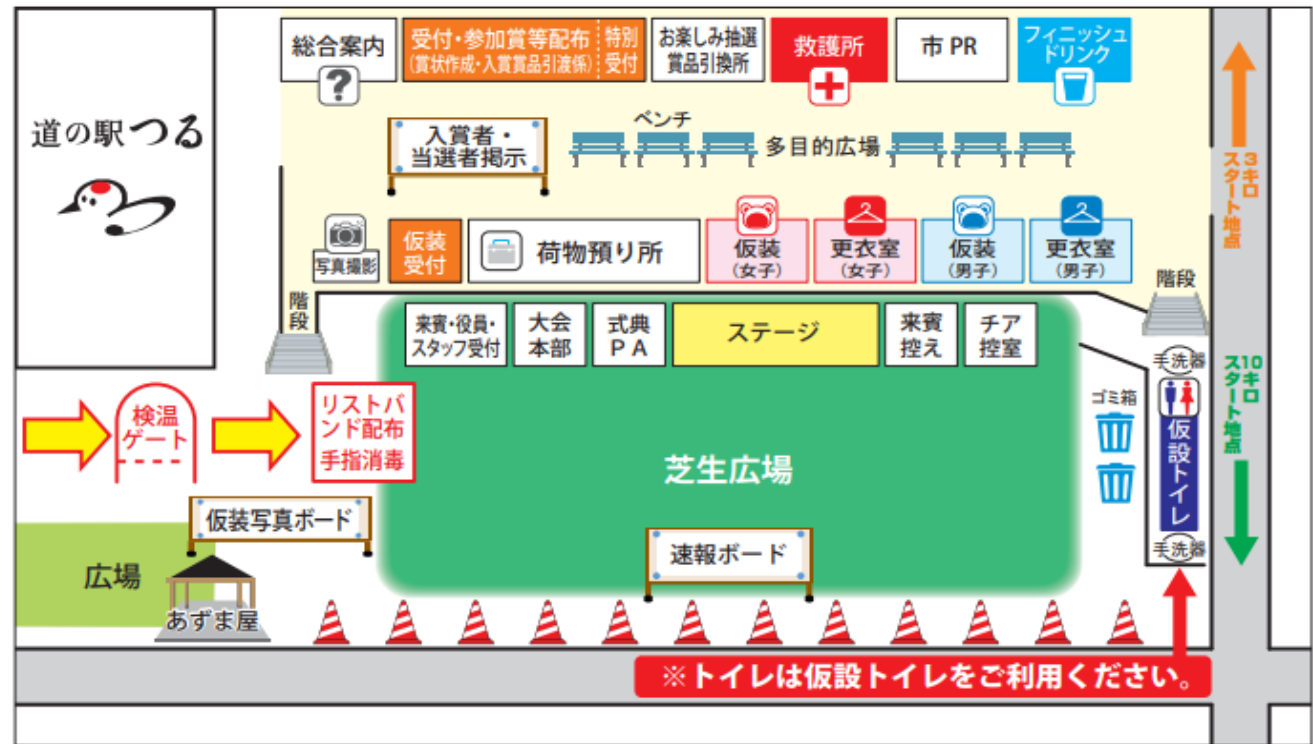 総合案内
?
受付・参加賞等配布
(賞状作成・入賞賞品引渡係)
特別
受付
お楽しみ抽選
賞品引換所
救護所
市 PR
フィニッシュ
ドリンク
道の駅つる
入賞者・
当選者掲示
ベンチ
多目的広場
3キロ
スタート地点
写真撮影
仮装
受付
荷物預り所
仮装
(女子)
更衣室
(女子)
仮装
(男子)
更衣室
(男子)
階段
階段
来賓・役員・
スタッフ受付
大会
本部
式典
PA
ステージ
来賓
控え
チア
控室
手洗器
10キロ
スタート地点
検温
ゲート
リストバ
ンド配布
手指消毒
ゴミ箱
仮設トイレ
芝生広場
仮装写真ボード
速報ボード
手洗器
広場
あずま屋
※トイレは仮設トイレをご利用ください。